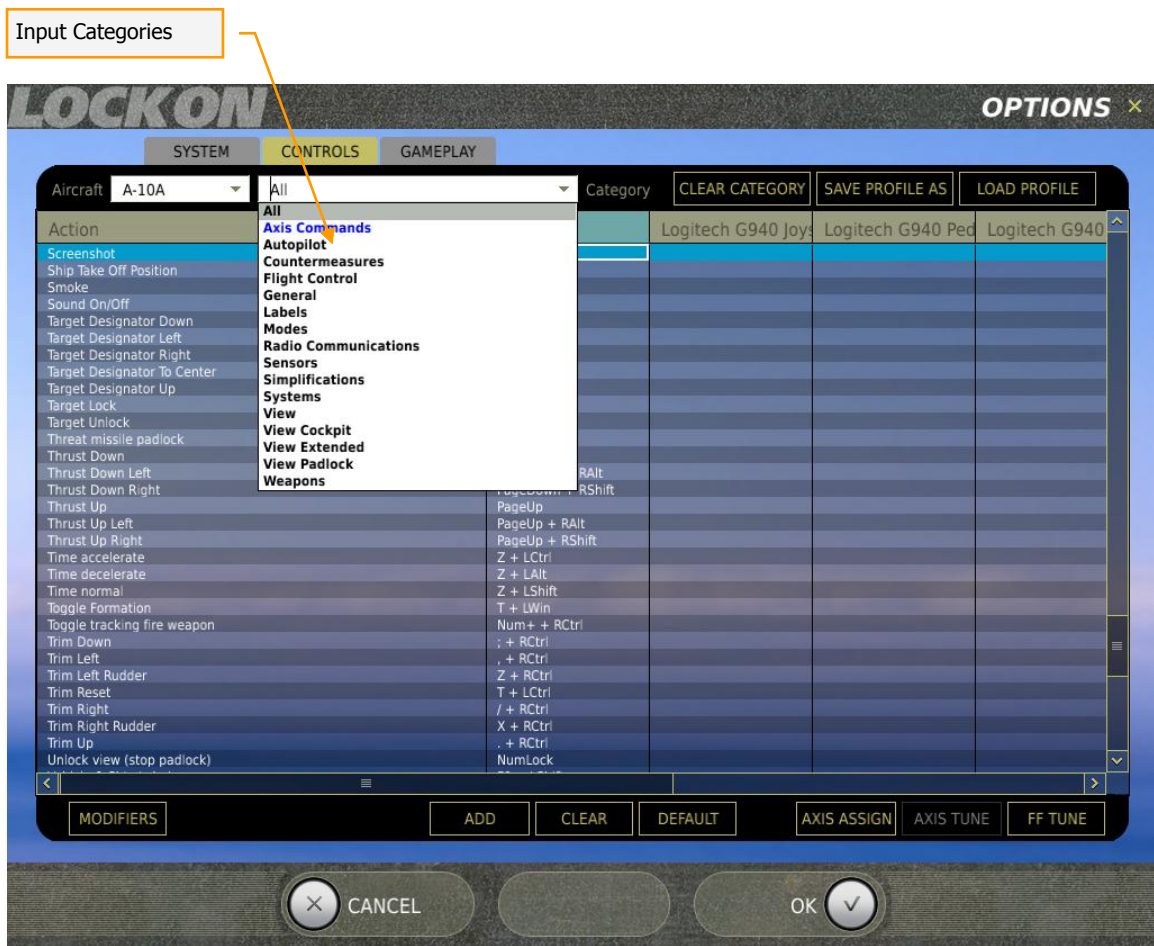 Input Categories
LOCKON
OPTIONS ×
SYSTEM CONTROLS GAMEPLAY
Aircraft A-10A All Category CLEAR CATEGORY SAVE PROFILE AS LOAD PROFILE
Action Logitech G940 Joys Logitech G940 Ped Logitech G940
All
Axis Commands
Autopilot
Countermeasures
Flight Control
General
Labels
Modes
Radio Communications
Sensors
Simplifications
Systems
View
View Cockpit
View Extended
View Padlock
Weapons
Screenshot
Ship Take Off Position
Smoke
Sound On/Off
Target Designator Down
Target Designator Left
Target Designator Right
Target Designator To Center
Target Designator Up
Target Lock
Target Unlock
Threat missile padlock
Thrust Down
Thrust Down Left RAlt
Thrust Down Right PageDown + RShift
Thrust Up PageUp
Thrust Up Left PageUp + RAlt
Thrust Up Right PageUp + RShift
Time accelerate Z + LCtrl
Time decelerate Z + LAlt
Time normal Z + LShift
Toggle Formation T + LWin
Toggle tracking fire weapon Num+ + RCtrl
Trim Down ; + RCtrl
Trim Left , + RCtrl
Trim Left Rudder Z + RCtrl
Trim Reset T + LCtrl
Trim Right / + RCtrl
Trim Right Rudder X + RCtrl
Trim Up . + RCtrl
Unlock view (stop padlock) NumLock
MODIFIERS ADD CLEAR DEFAULT AXIS ASSIGN AXIS TUNE FF TUNE
CANCEL OK